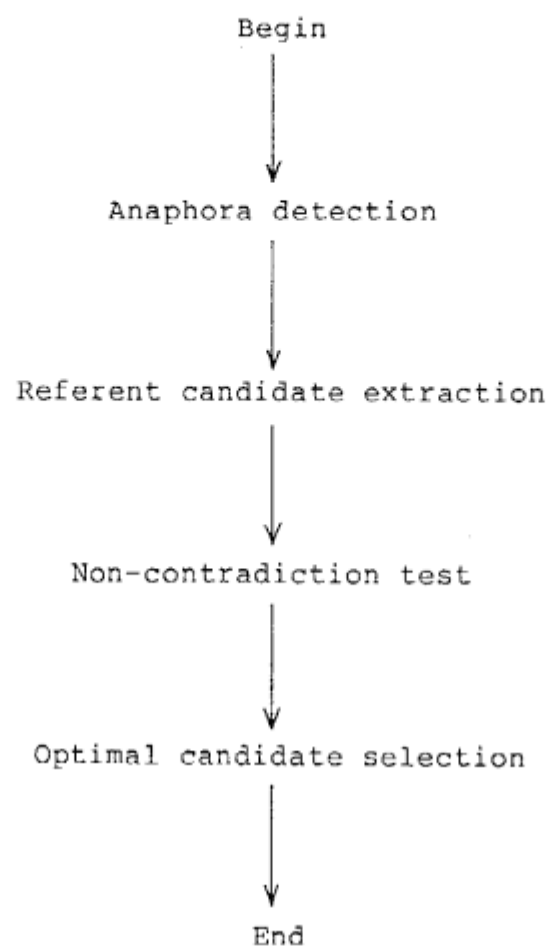 Begin
Anaphora detection
Referent candidate extraction
Non-contradiction test
Optimal candidate selection
End